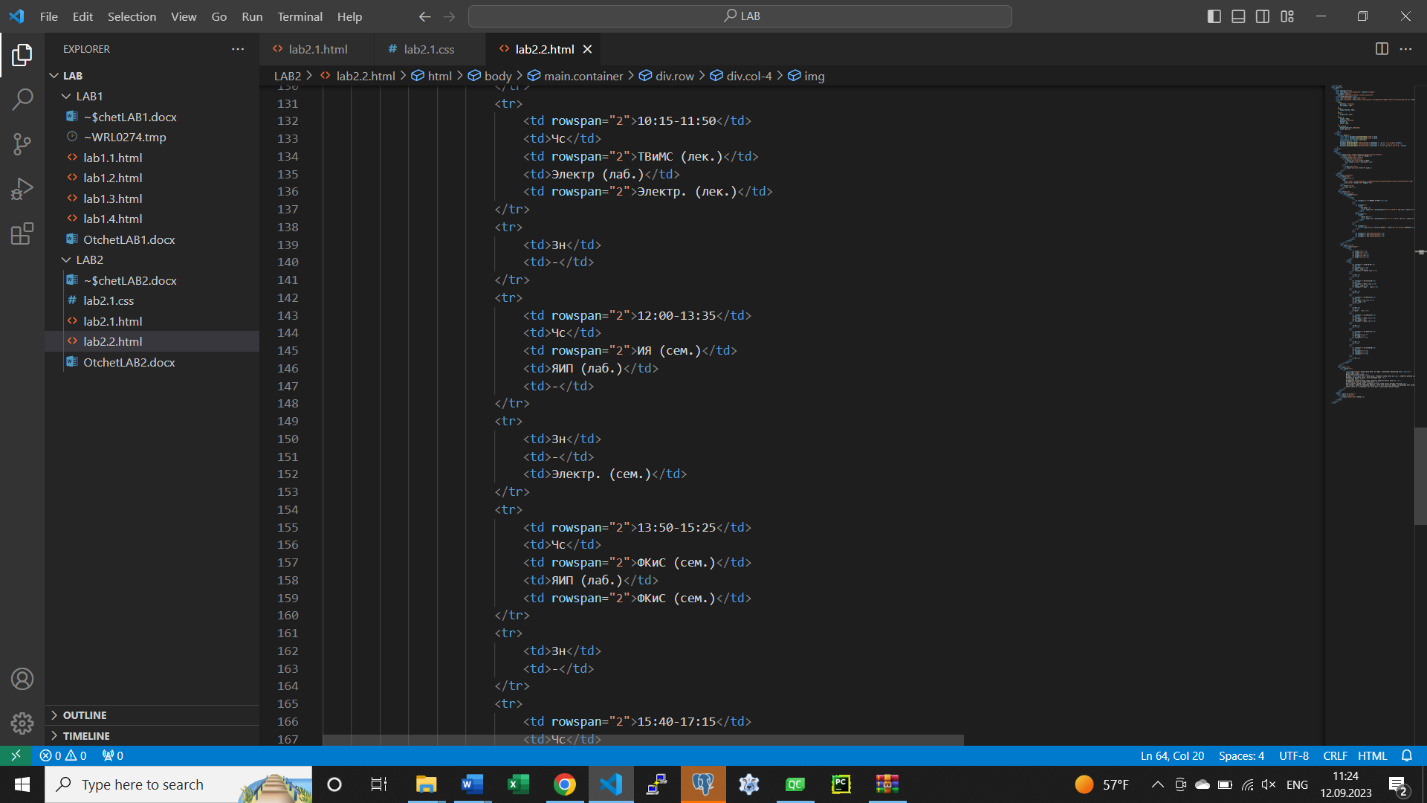 File Edit Selection View Go Run Terminal Help LAB
EXPLORER
lab2.1.html # lab2.1.css lab2.2.html
LAB2 > lab2.2.html > html > body > main.container > div.row > div.col-4 > img
LAB
LAB1
~$chetLAB1.docx
~WRL0274.tmp
lab1.1.html
lab1.2.html
lab1.3.html
lab1.4.html
OtchetLAB1.docx
LAB2
~$chetLAB2.docx
# lab2.1.css
lab2.1.html
lab2.2.html
OtchetLAB2.docx
OUTLINE
TIMELINE
130 </tr>
131 <tr>
132 <td rowspan="2">10:15-11:50</td>
133 <td>Чс</td>
134 <td rowspan="2">ТВиМС (лек.)</td>
135 <td>Электр (лаб.)</td>
136 <td rowspan="2">Электр. (лек.)</td>
137 </tr>
138 <tr>
139 <td>Зн</td>
140 <td>-</td>
141 </tr>
142 <tr>
143 <td rowspan="2">12:00-13:35</td>
144 <td>Чс</td>
145 <td rowspan="2">ИЯ (сем.)</td>
146 <td>ЯИП (лаб.)</td>
147 <td>-</td>
148 </tr>
149 <tr>
150 <td>Зн</td>
151 <td>-</td>
152 <td>Электр. (сем.)</td>
153 </tr>
154 <tr>
155 <td rowspan="2">13:50-15:25</td>
156 <td>Чс</td>
157 <td rowspan="2">ФКиС (сем.)</td>
158 <td>ЯИП (лаб.)</td>
159 <td rowspan="2">ФКиС (сем.)</td>
160 </tr>
161 <tr>
162 <td>Зн</td>
163 <td>-</td>
164 </tr>
165 <tr>
166 <td rowspan="2">15:40-17:15</td>
167 <td>Чс</td>
0 0 0 Ln 64, Col 20 Spaces: 4 UTF-8 CRLF HTML
Type here to search 57°F ENG 11:24
12.09.2023 2